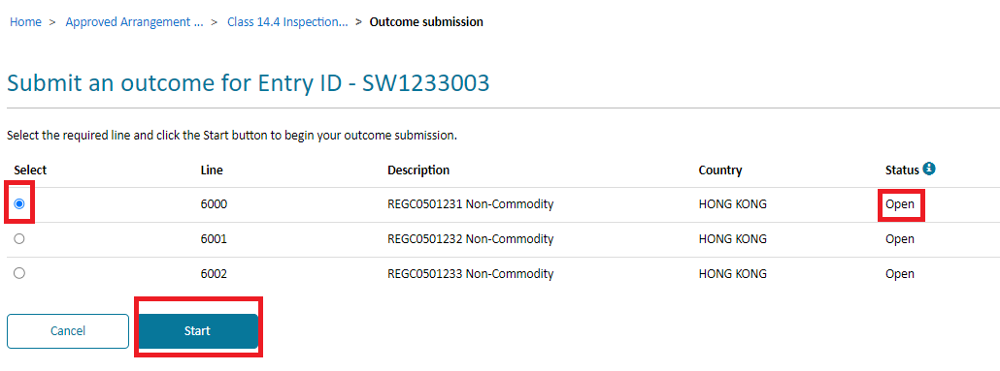 Home > Approved Arrangement ... > Class 14.4 Inspection... > Outcome submission
Submit an outcome for Entry ID - SW1233003
Select the required line and click the Start button to begin your outcome submission.
Select Line Description Country Status
6000 REGC0501231 Non-Commodity HONG KONG Open
6001 REGC0501232 Non-Commodity HONG KONG Open
6002 REGC0501233 Non-Commodity HONG KONG Open
Cancel Start